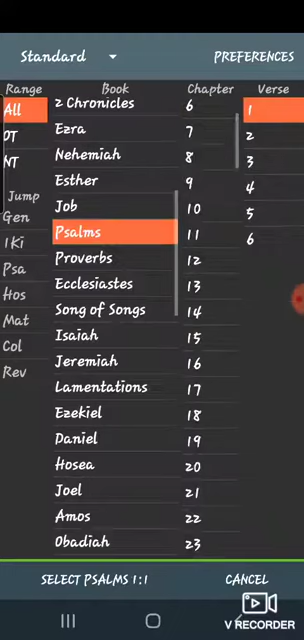 Standard
PREFERENCES
Range
Book
Chapter
Verse
All
OT
NT
Jump
Gen
1Ki
Psa
Hos
Mat
Col
Rev
2 Chronicles
Ezra
Nehemiah
Esther
Job
Psalms
Proverbs
Ecclesiastes
Song of Songs
Isaiah
Jeremiah
Lamentations
Ezekiel
Daniel
Hosea
Joel
Amos
Obadiah
6
7
8
9
10
11
12
13
14
15
16
17
18
19
20
21
22
23
1
2
3
4
5
6
SELECT PSALMS 1:1
CANCEL
V RECORDER